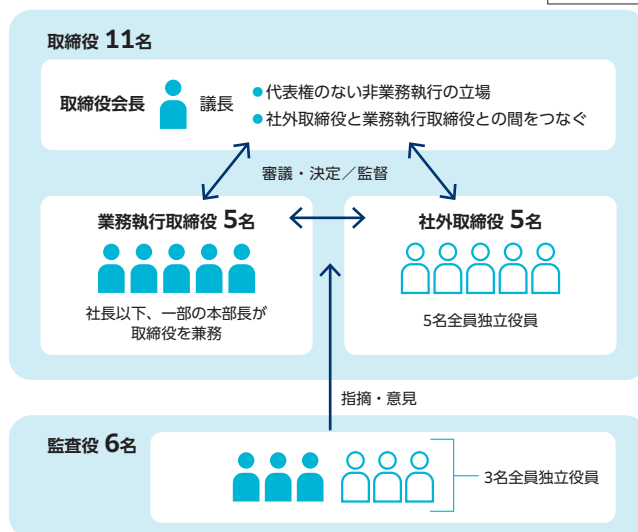 取締役 11名
取締役会長
議長
●代表権のない非業務執行の立場
●社外取締役と業務執行取締役との間をつなぐ
審議・決定／監督
業務執行取締役 5名
社長以下、一部の本部長が
取締役を兼務
社外取締役 5名
5名全員独立役員
指摘・意見
監査役 6名
3名全員独立役員